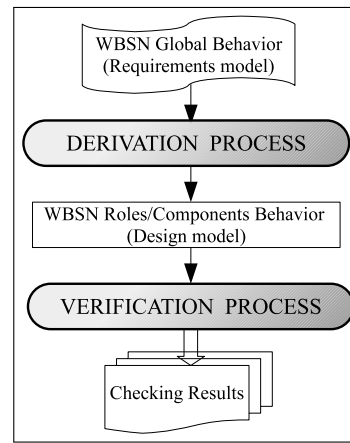 WBSN Global Behavior
(Requirements model)
DERIVATION PROCESS
WBSN Roles/Components Behavior
(Design model)
VERIFICATION PROCESS
Checking Results